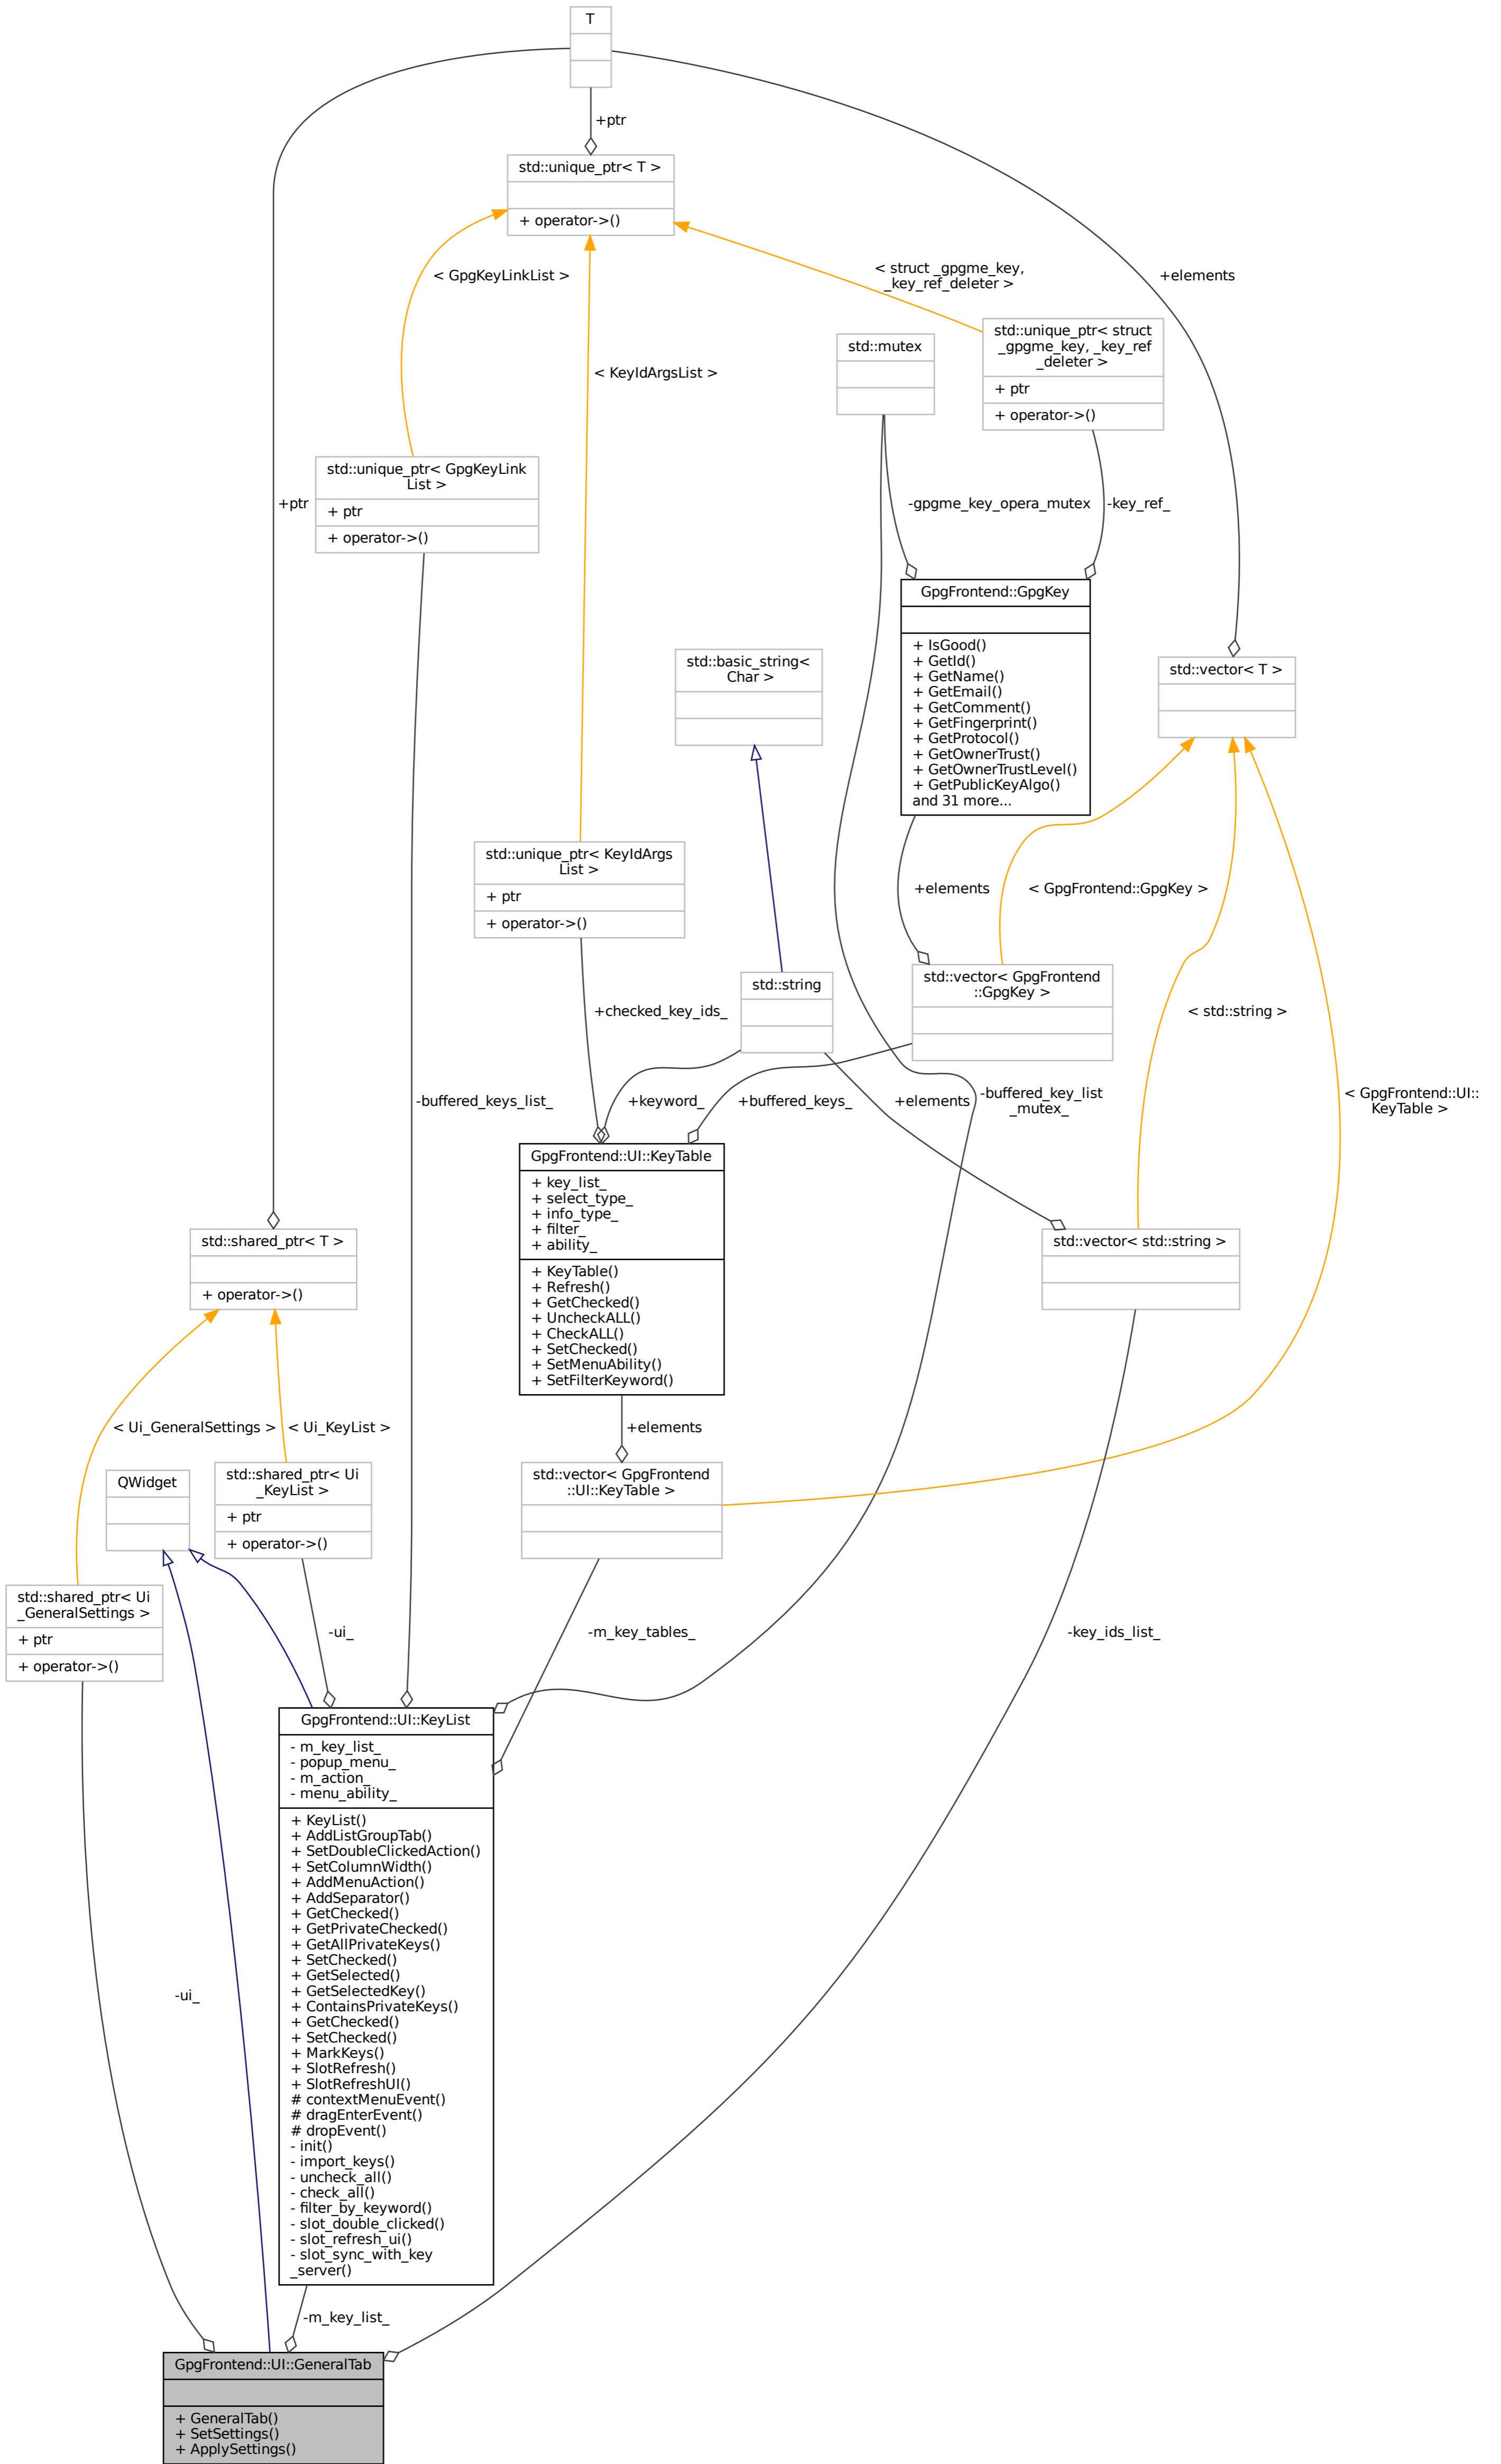 T
+ptr
std::unique_ptr< T >
+ operator->()
< GpgKeyLinkList >
< struct _gpgme_key,
_key_ref_deleter >
+elements
std::mutex
std::unique_ptr< struct
_gpgme_key, _key_ref
_deleter >
+ ptr
+ operator->()
< KeyIdArgsList >
std::unique_ptr< GpgKeyLink
List >
+ ptr
+ operator->()
+ptr
-gpgme_key_opera_mutex
-key_ref_
GpgFrontend::GpgKey
+ IsGood()
+ GetId()
+ GetName()
+ GetEmail()
+ GetComment()
+ GetFingerprint()
+ GetProtocol()
+ GetOwnerTrust()
+ GetOwnerTrustLevel()
+ GetPublicKeyAlgo()
and 31 more...
std::basic_string<
Char >
std::vector< T >
std::unique_ptr< KeyIdArgs
List >
+ ptr
+ operator->()
+elements
< GpgFrontend::GpgKey >
std::string
std::vector< GpgFrontend
::GpgKey >
+checked_key_ids_
< std::string >
-buffered_keys_list_
+keyword_
+buffered_keys_
+elements
-buffered_key_list
_mutex_
< GpgFrontend::UI::
KeyTable >
GpgFrontend::UI::KeyTable
+ key_list_
+ select_type_
+ info_type_
+ filter_
+ ability_
+ KeyTable()
+ Refresh()
+ GetChecked()
+ UncheckALL()
+ CheckALL()
+ SetChecked()
+ SetMenuAbility()
+ SetFilterKeyword()
std::shared_ptr< T >
+ operator->()
std::vector< std::string >
< Ui_GeneralSettings >
< Ui_KeyList >
+elements
QWidget
std::shared_ptr< Ui
_KeyList >
+ ptr
+ operator->()
std::vector< GpgFrontend
::UI::KeyTable >
std::shared_ptr< Ui
_GeneralSettings >
+ ptr
+ operator->()
-ui_
-m_key_tables_
-key_ids_list_
GpgFrontend::UI::KeyList
- m_key_list_
- popup_menu_
- m_action_
- menu_ability_
+ KeyList()
+ AddListGroupTab()
+ SetDoubleClickedAction()
+ SetColumnWidth()
+ AddMenuAction()
+ AddSeparator()
+ GetChecked()
+ GetPrivateChecked()
+ GetAllPrivateKeys()
+ SetChecked()
+ GetSelected()
+ GetSelectedKey()
+ ContainsPrivateKeys()
+ GetChecked()
+ SetChecked()
+ MarkKeys()
+ SlotRefresh()
+ SlotRefreshUI()
# contextMenuEvent()
# dragEnterEvent()
# dropEvent()
- init()
- import_keys()
- uncheck_all()
- check_all()
- filter_by_keyword()
- slot_double_clicked()
- slot_refresh_ui()
- slot_sync_with_key
_server()
-ui_
-m_key_list_
GpgFrontend::UI::GeneralTab
+ GeneralTab()
+ SetSettings()
+ ApplySettings()